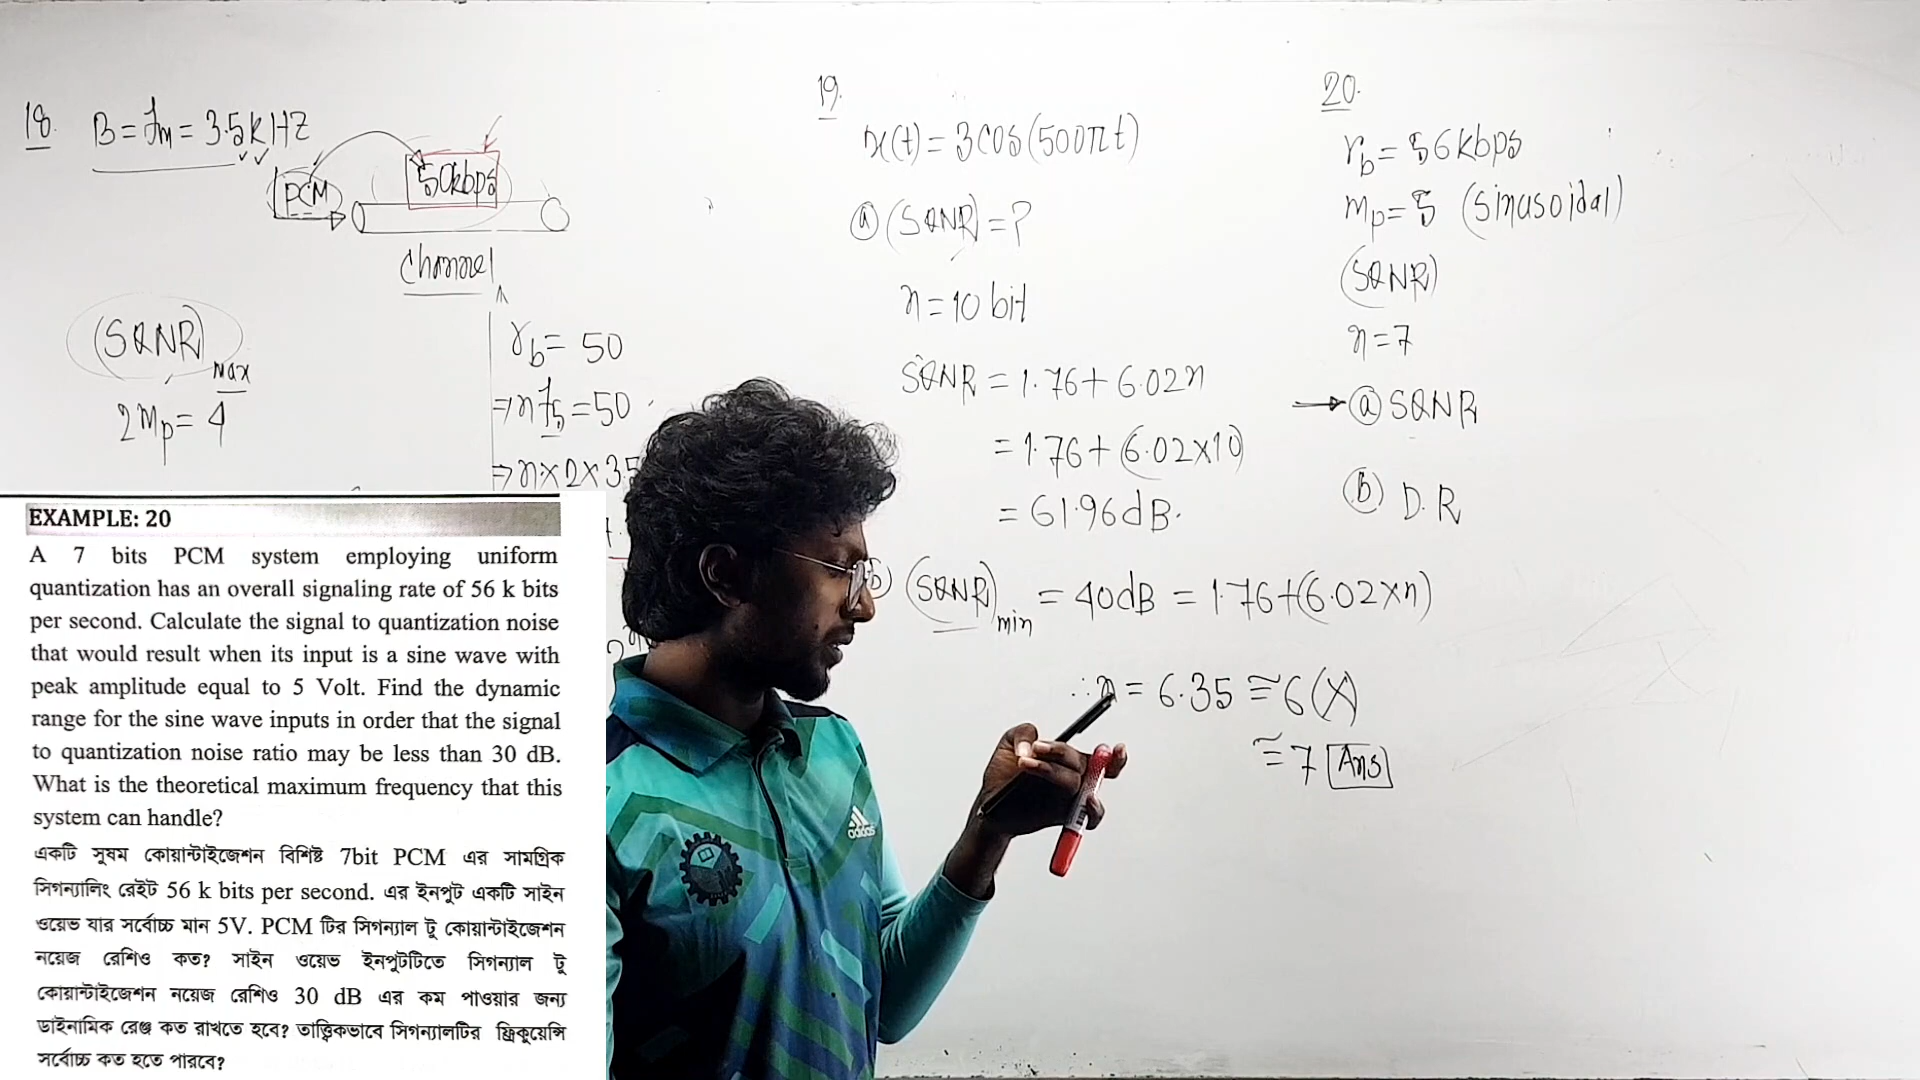 18. B = fm = 3.5kHz
PCM
50kbps
Channel
(SQNR)max
2mp = 4
rb = 50
⇒ nfs = 50
⇒ n×2×3.5
19.
x(t) = 3cos(500πt)
ⓐ (SQNR) = ?
n = 10 bit
SQNR = 1.76 + 6.02n
= 1.76 + (6.02×10)
= 61.96dB.
b) (SQNR)min = 40dB = 1.76+(6.02×n)
∴ n = 6.35 ≅ 6(X)
≅ 7 Ans
20.
rb = 56kbps
mp = 5 (sinusoidal)
(SQNR)
n = 7
→ ⓐ SQNR
ⓑ D.R
EXAMPLE: 20
A 7 bits PCM system employing uniform
quantization has an overall signaling rate of 56 k bits
per second. Calculate the signal to quantization noise
that would result when its input is a sine wave with
peak amplitude equal to 5 Volt. Find the dynamic
range for the sine wave inputs in order that the signal
to quantization noise ratio may be less than 30 dB.
What is the theoretical maximum frequency that this
system can handle?
একটি সুষম কোয়ান্টাইজেশন বিশিষ্ট 7bit PCM এর সামগ্রিক
সিগন্যালিং রেইট 56 k bits per second. এর ইনপুট একটি সাইন
ওয়েভ যার সর্বোচ্চ মান 5V. PCM টির সিগন্যাল টু কোয়ান্টাইজেশন
নয়েজ রেশিও কত? সাইন ওয়েভ ইনপুটটিতে সিগন্যাল টু
কোয়ান্টাইজেশন নয়েজ রেশিও 30 dB এর কম পাওয়ার জন্য
ডাইনামিক রেঞ্জ কত রাখতে হবে? তাত্ত্বিকভাবে সিগন্যালটির ফ্রিকুয়েন্সি
সর্বোচ্চ কত হতে পারবে?
adidas